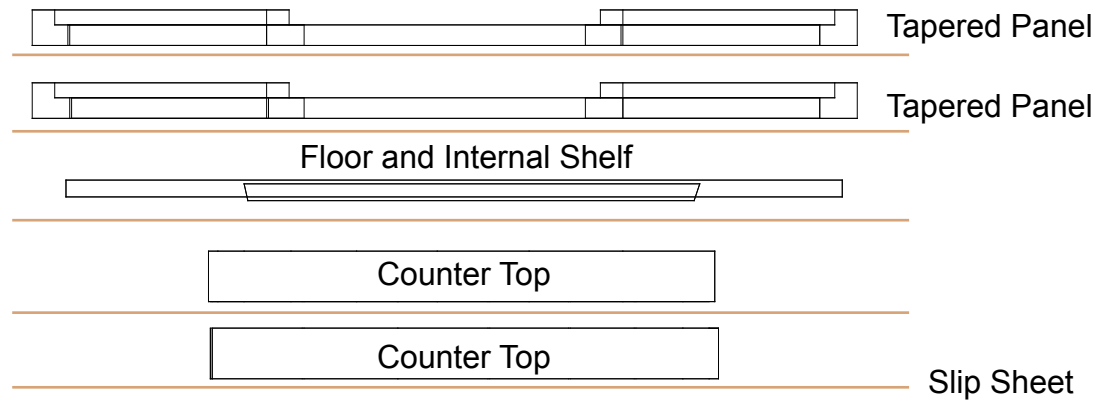 Tapered Panel
Tapered Panel
Floor and Internal Shelf
Counter Top
Counter Top
Slip Sheet